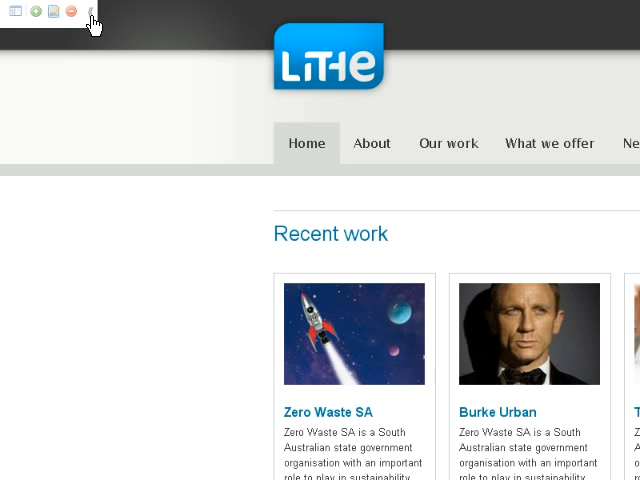 LiTHe
Home About Our work What we offer Ne
Recent work
Zero Waste SA
Zero Waste SA is a South
Australian state government
organisation with an important
role to play in sustainability
Burke Urban
Zero Waste SA is a South
Australian state government
organisation with an important
role to play in sustainability
T
Z
A
o
ro